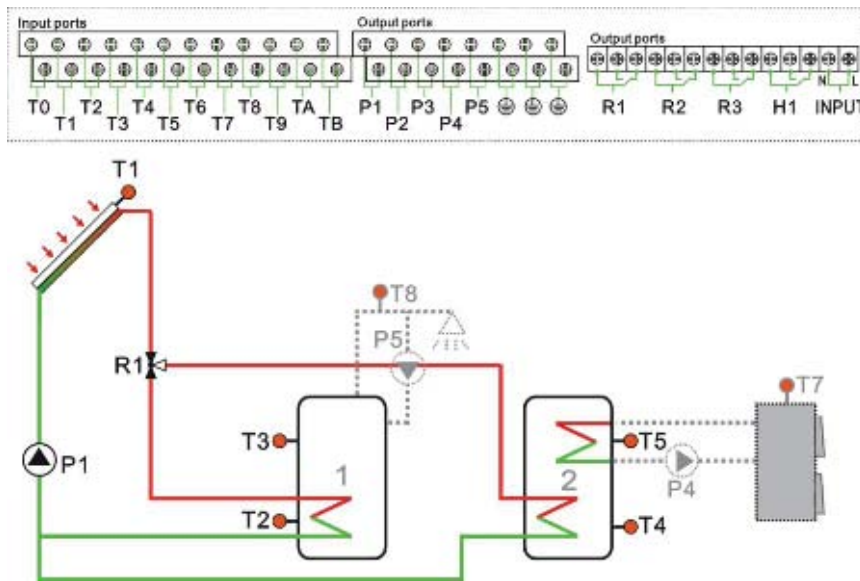 Input ports
Output ports
Output ports
T0 T2 T4 T6 T8 TA P1 P3 P5 R1 R2 R3 H1 INPUT
T1 T3 T5 T7 T9 TB P2 P4
N L
T1
T8
P5
R1
T7
T3
T5
P1
1
2
P4
T2
T4